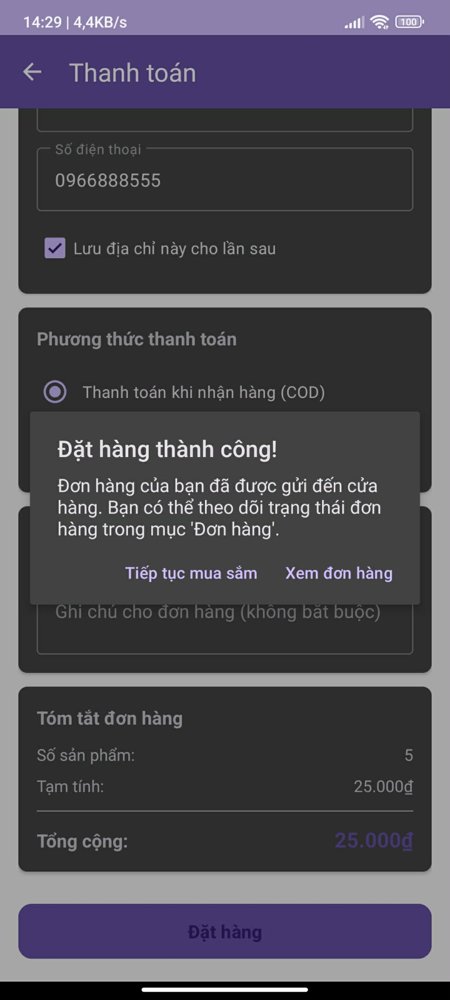 14:29 | 4,4KB/s
100
Thanh toán
Số điện thoại
0966888555
Lưu địa chỉ này cho lần sau
Phương thức thanh toán
Thanh toán khi nhận hàng (COD)
Đặt hàng thành công!
Đơn hàng của bạn đã được gửi đến cửa
hàng. Bạn có thể theo dõi trạng thái đơn
hàng trong mục 'Đơn hàng'.
Tiếp tục mua sắm
Xem đơn hàng
Ghi chú cho đơn hàng (không bắt buộc)
Tóm tắt đơn hàng
Số sản phẩm: 5
Tạm tính: 25.000₫
Tổng cộng: 25.000₫
Đặt hàng